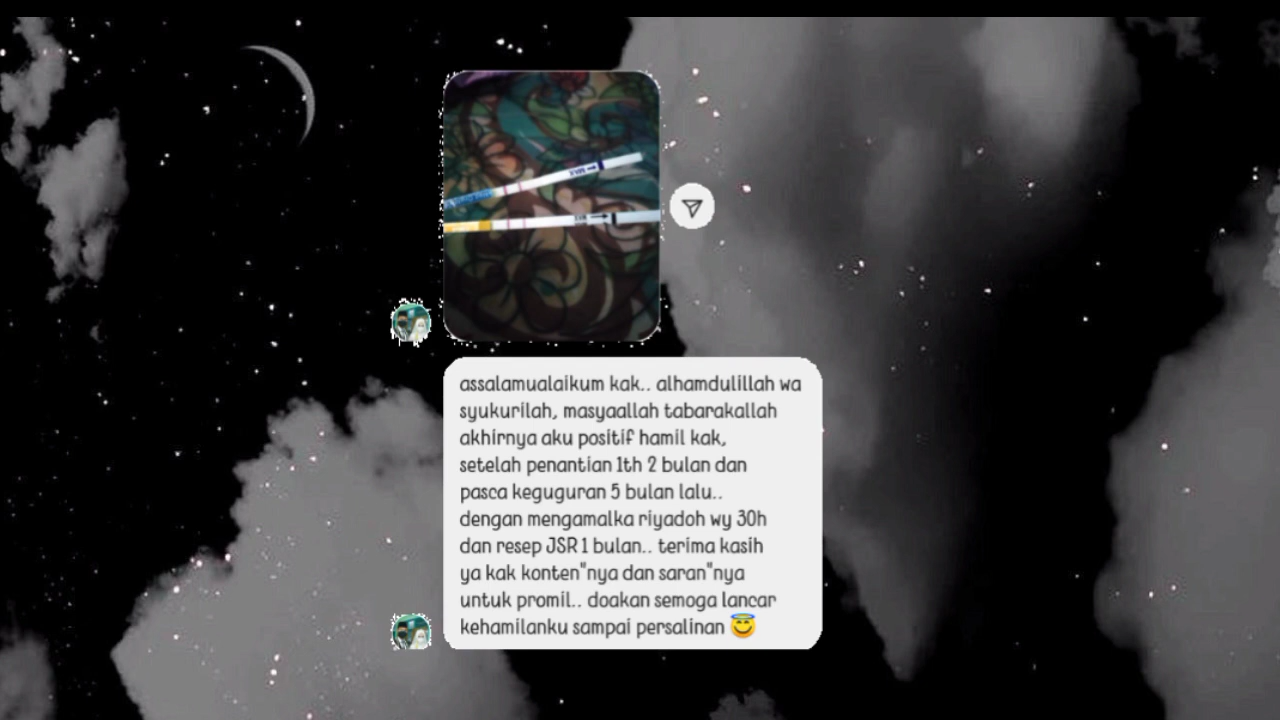 assalamualaikum kak.. alhamdulillah wa
syukurilah, masyaallah tabarakallah
akhirnya aku positif hamil kak,
setelah penantian 1th 2 bulan dan
pasca keguguran 5 bulan lalu..
dengan mengamalka riyadoh wy 30h
dan resep JSR 1 bulan.. terima kasih
ya kak konten"nya dan saran"nya
untuk promil.. doakan semoga lancar
kehamilanku sampai persalinan 😇